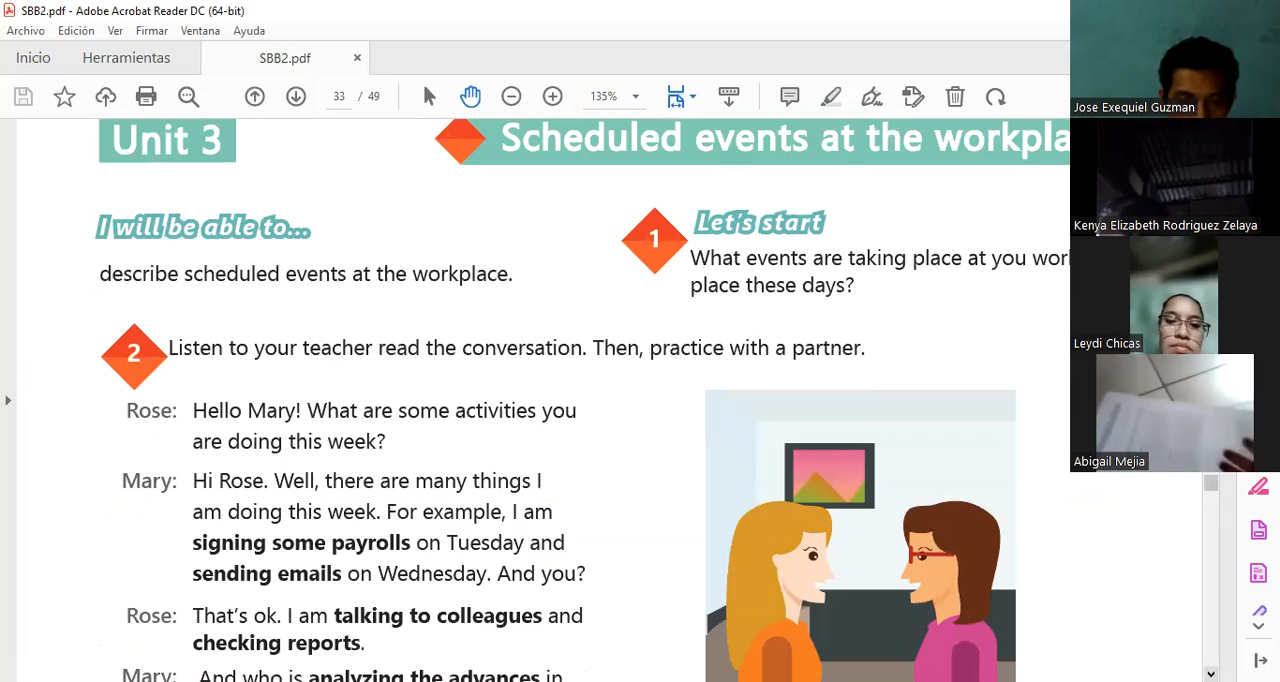 SBB2.pdf - Adobe Acrobat Reader DC (64-bit)
Archivo Edición Ver Firmar Ventana Ayuda
Inicio Herramientas SBB2.pdf ×
33 / 49 135%
Unit 3
Scheduled events at the workpla
I will be able to...
describe scheduled events at the workplace.
1 Let's start
What events are taking place at you wor
place these days?
2 Listen to your teacher read the conversation. Then, practice with a partner.
Rose: Hello Mary! What are some activities you
are doing this week?
Mary: Hi Rose. Well, there are many things I
am doing this week. For example, I am
signing some payrolls on Tuesday and
sending emails on Wednesday. And you?
Rose: That's ok. I am talking to colleagues and
checking reports.
Mary: And who is analyzing the advances in
Jose Exequiel Guzman
Kenya Elizabeth Rodriguez Zelaya
Leydi Chicas
Abigail Mejia